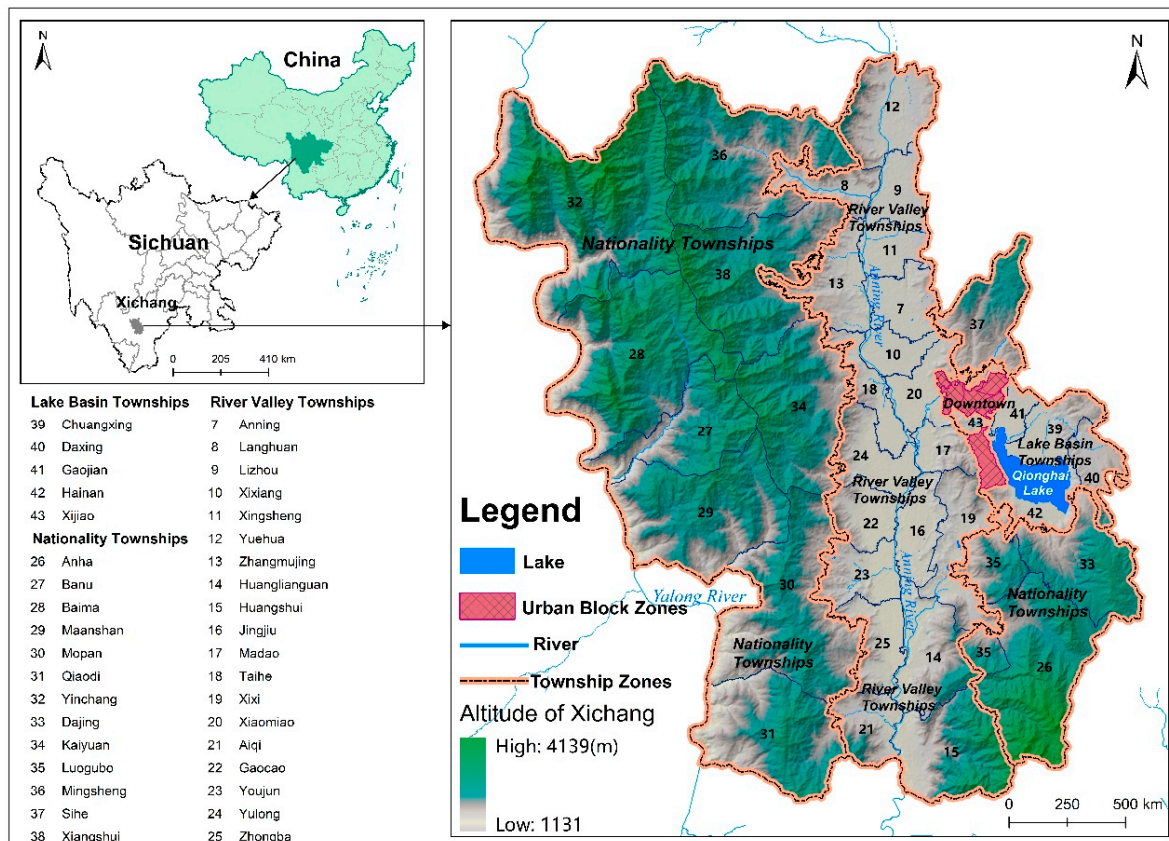 N
China
Sichuan
Xichang
0 205 410 km
Lake Basin Townships
39 Chuangxing
40 Daxing
41 Gaojian
42 Hainan
43 Xijiao
Nationality Townships
26 Anha
27 Banu
28 Baima
29 Maanshan
30 Mopan
31 Qiaodi
32 Yinchang
33 Dajing
34 Kaiyuan
35 Luogubo
36 Mingsheng
37 Sihe
38 Xiangshui
River Valley Townships
7 Anning
8 Langhuan
9 Lizhou
10 Xixiang
11 Xingsheng
12 Yuehua
13 Zhangmujing
14 Huanglianguan
15 Huangshui
16 Jingjiu
17 Madao
18 Taihe
19 Xixi
20 Xiaomiao
21 Aiqi
22 Gaocao
23 Youjun
24 Yulong
25 Zhongba
N
12
36
8
9
32
River Valley
Townships
Nationality Townships
11
38
13
Anning River
7
37
10
28
18
20
Downtown
34
41
43
39
27
Lake Basin
Townships
17
24
Qionghai
Lake
40
River Valley
Townships
22
16
19
42
29
35
33
23
Anning River
30
Nationality
Townships
Yalong River
25
14
35
26
Nationality
Townships
River Valley
Townships
31
21
15
Legend
Lake
Urban Block Zones
River
Township Zones
Altitude of Xichang
High: 4139(m)
Low: 1131
0 250 500 km